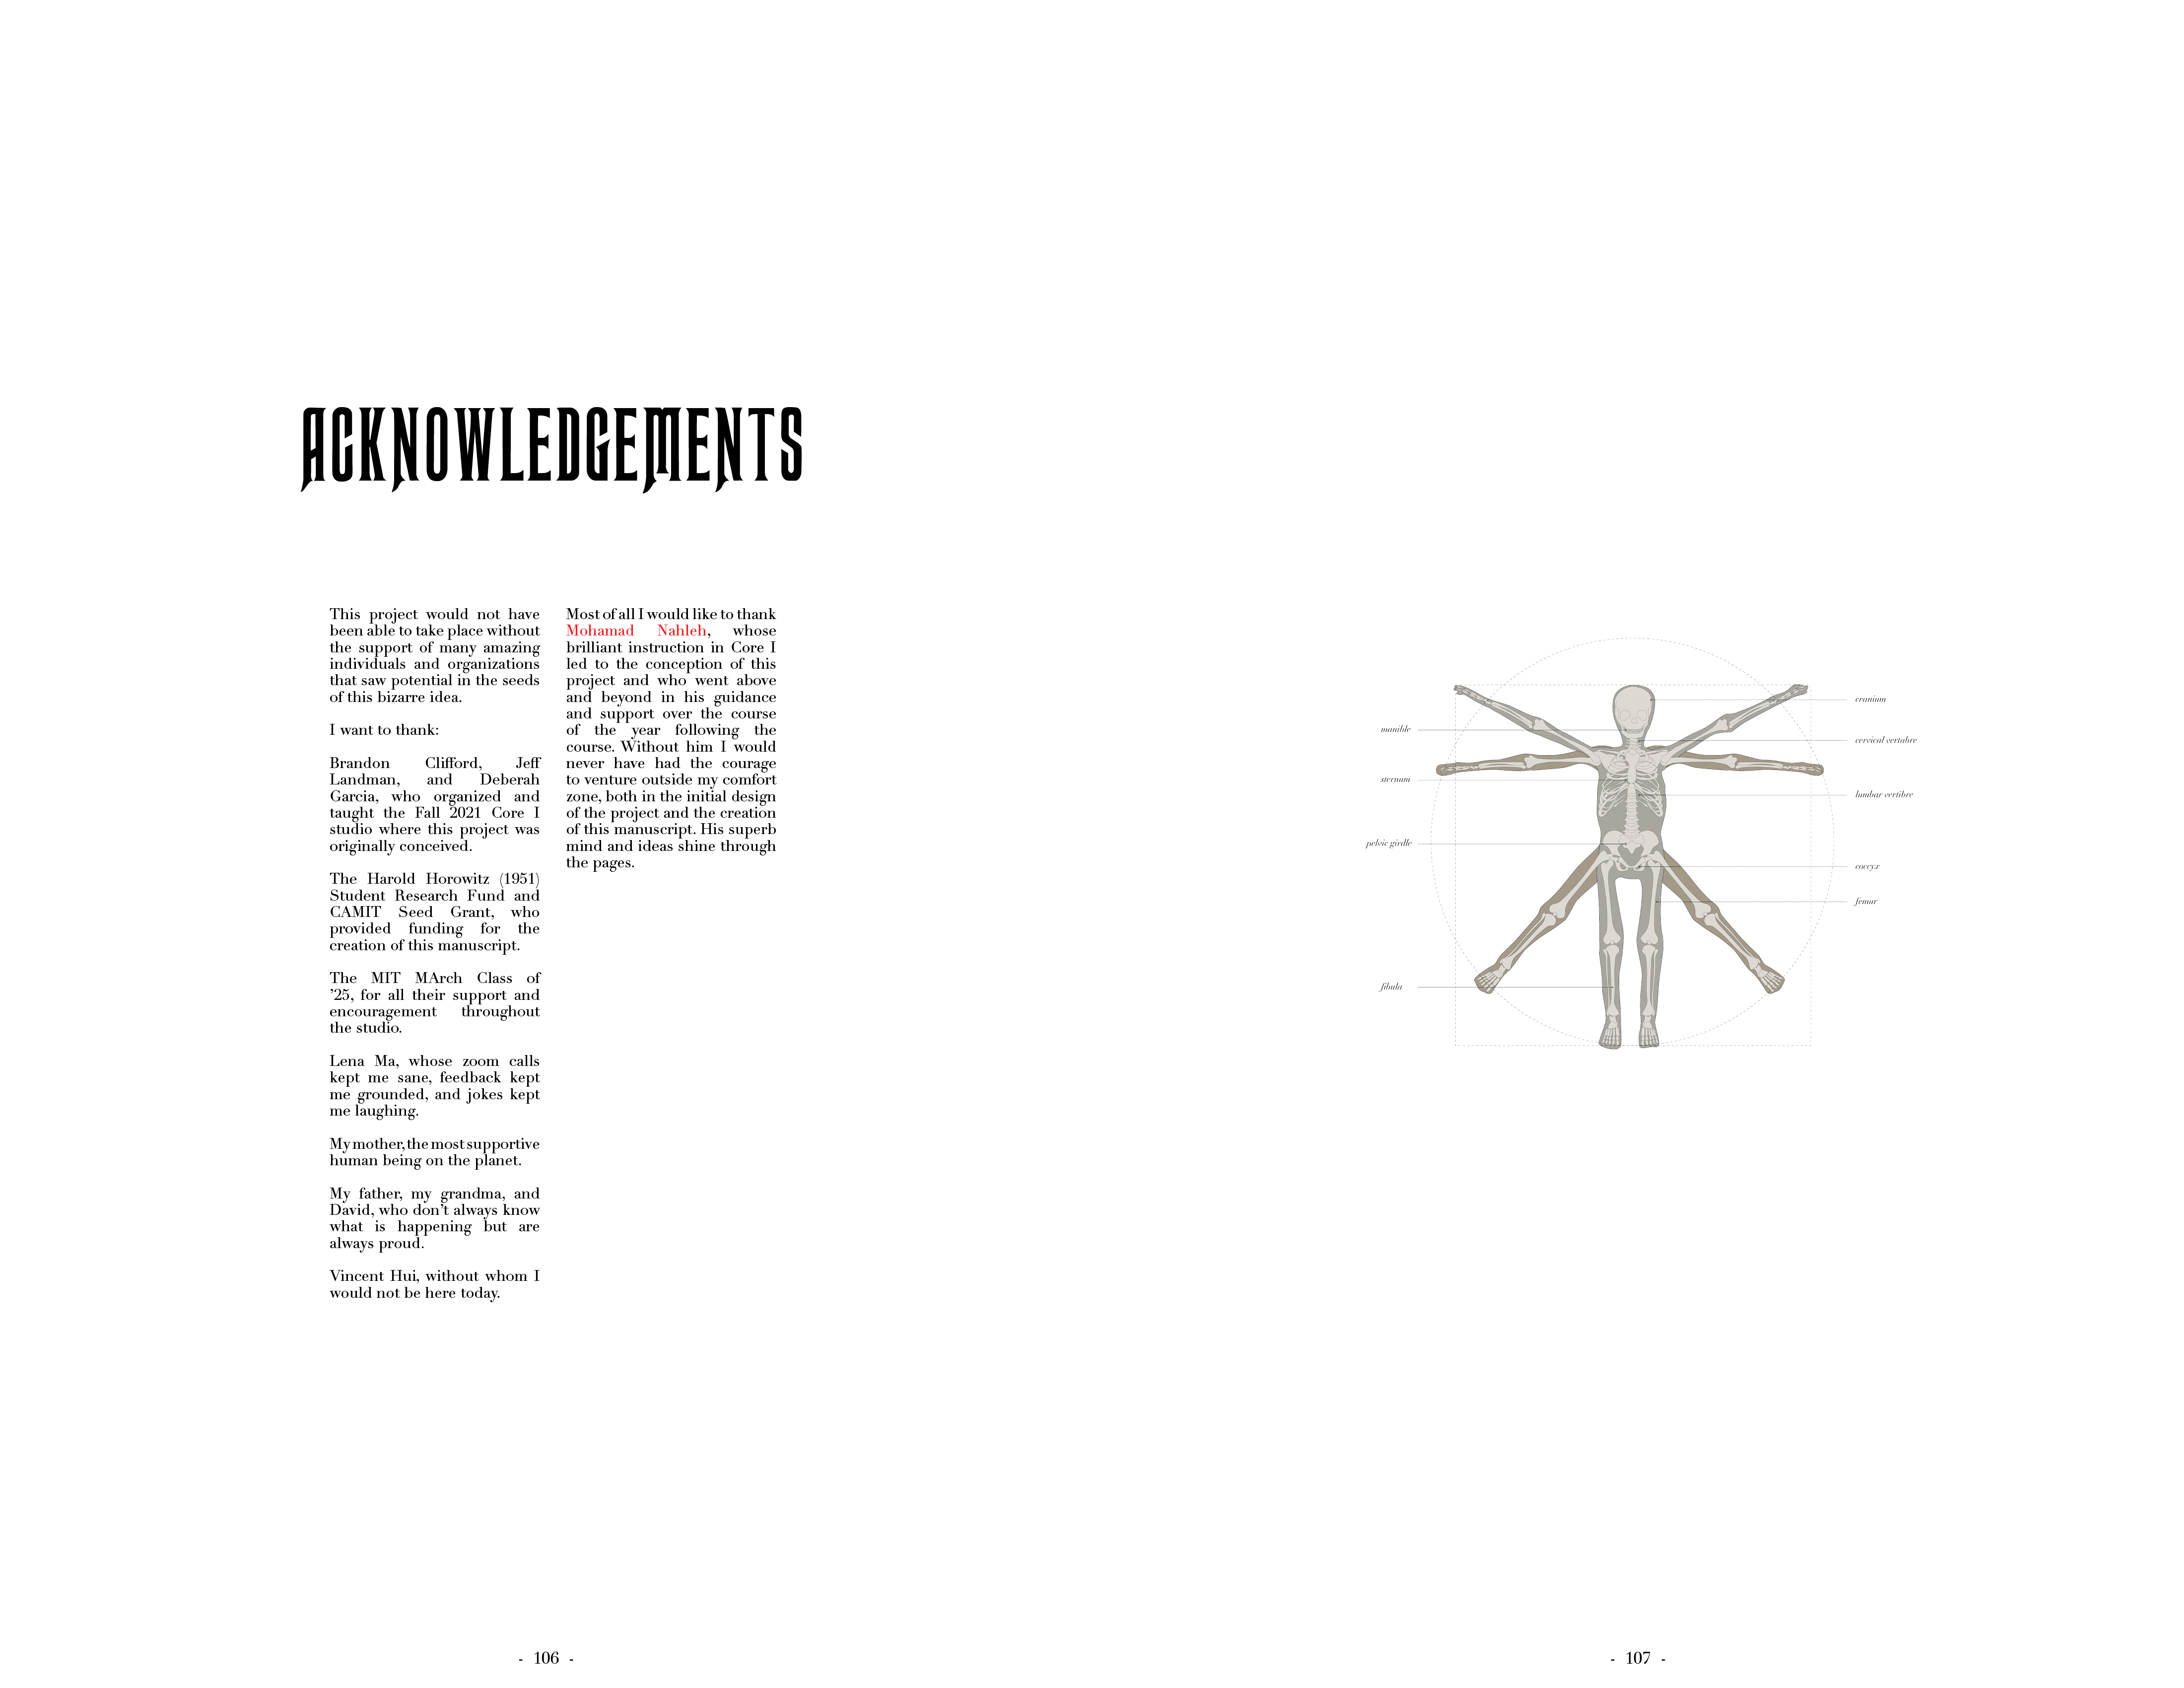 ACKNOWLEDGEMENTS
This project would not have
been able to take place without
the support of many amazing
individuals and organizations
that saw potential in the seeds
of this bizarre idea.
I want to thank:
Brandon Clifford, Jeff
Landman, and Deberah
Garcia, who organized and
taught the Fall 2021 Core I
studio where this project was
originally conceived.
The Harold Horowitz (1951)
Student Research Fund and
CAMIT Seed Grant, who
provided funding for the
creation of this manuscript.
The MIT MArch Class of
’25, for all their support and
encouragement throughout
the studio.
Lena Ma, whose zoom calls
kept me sane, feedback kept
me grounded, and jokes kept
me laughing.
My mother, the most supportive
human being on the planet.
My father, my grandma, and
David, who don’t always know
what is happening but are
always proud.
Vincent Hui, without whom I
would not be here today.
Most of all I would like to thank
Mohamad Nahleh, whose
brilliant instruction in Core I
led to the conception of this
project and who went above
and beyond in his guidance
and support over the course
of the year following the
course. Without him I would
never have had the courage
to venture outside my comfort
zone, both in the initial design
of the project and the creation
of this manuscript. His superb
mind and ideas shine through
the pages.
- 106 -
cranium
manible
cervical vertabre
sternum
lumbar vertibre
pelvic girdle
coccyx
femur
fibula
- 107 -